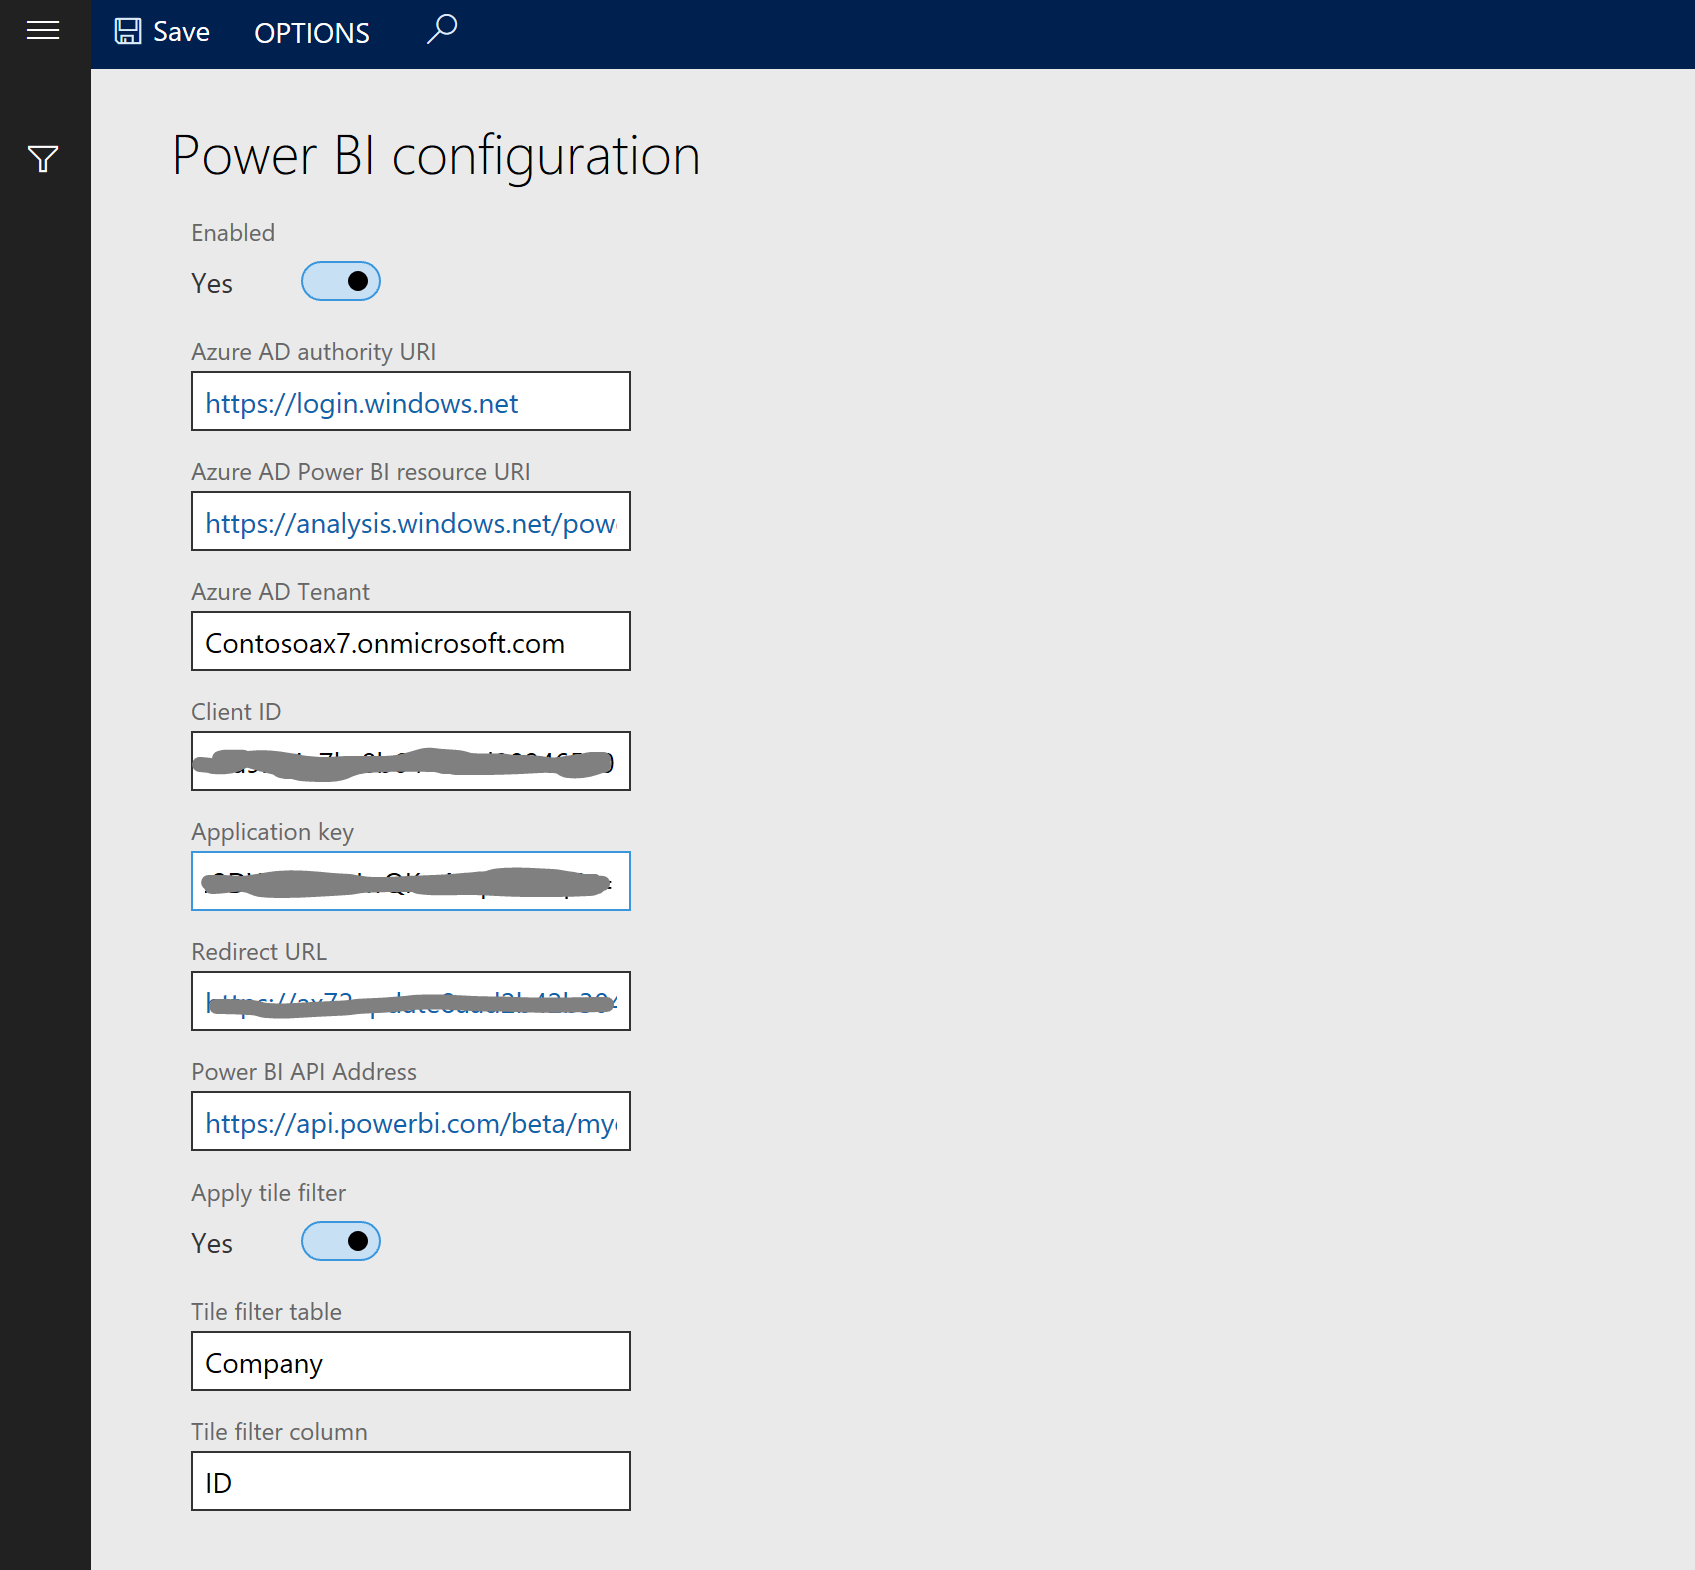 Save OPTIONS
Power BI configuration
Enabled
Yes
Azure AD authority URI
https://login.windows.net
Azure AD Power BI resource URI
https://analysis.windows.net/pow
Azure AD Tenant
Contosoax7.onmicrosoft.com
Client ID
Application key
Redirect URL
Power BI API Address
https://api.powerbi.com/beta/my
Apply tile filter
Yes
Tile filter table
Company
Tile filter column
ID